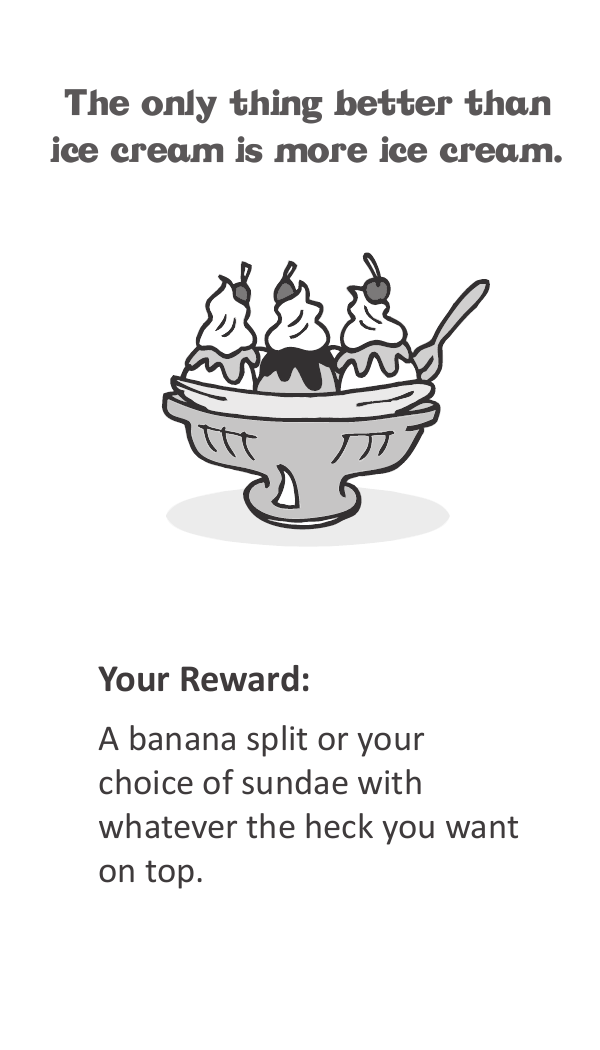 The only thing better than
ice cream is more ice cream.
Your Reward:
A banana split or your
choice of sundae with
whatever the heck you want
on top.